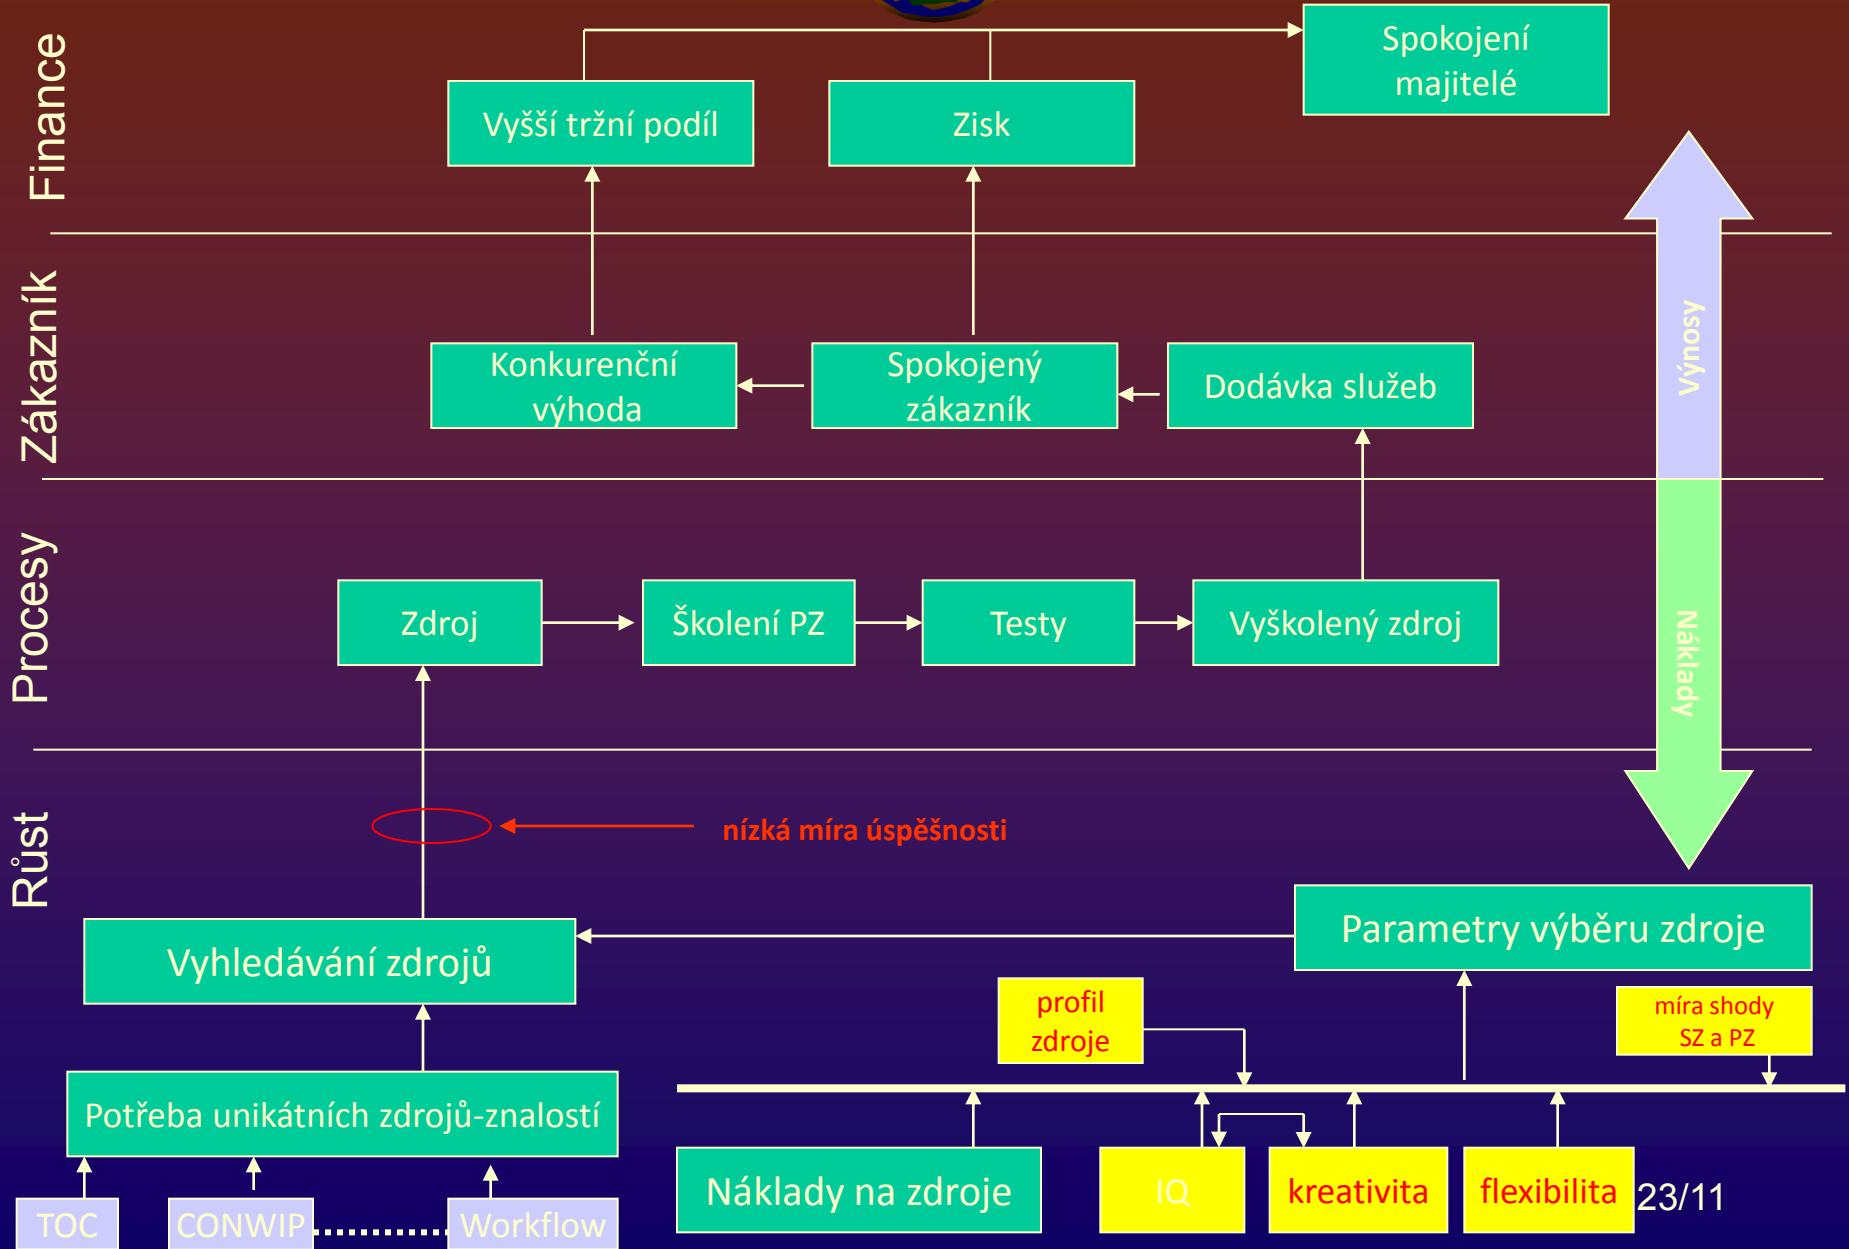 Finance
Spokojení
majitelé
Vyšší tržní podíl
Zisk
Zákazník
Výnosy
Konkurenční
výhoda
Spokojený
zákazník
Dodávka služeb
Procesy
Zdroj
Školení PZ
Testy
Vyškolený zdroj
Náklady
Růst
nízká míra úspěšnosti
Vyhledávání zdrojů
Parametry výběru zdroje
profil
zdroje
míra shody
SZ a PZ
Potřeba unikátních zdrojů-znalostí
Náklady na zdroje
IQ
kreativita
flexibilita
23/11
TOC
CONWIP
Workflow